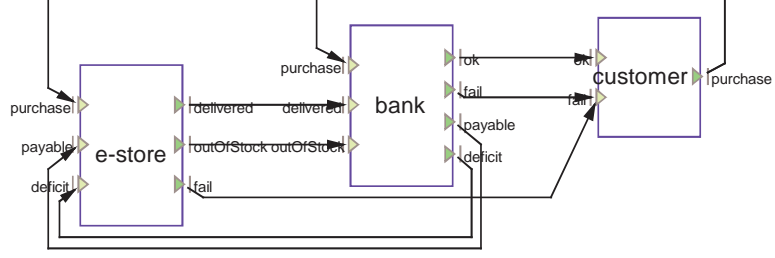 purchase
payable
deficit
e-store
delivered
outOfStock
fail
purchase
delivered
outOfStock
bank
ok
fail
payable
deficit
ok
fail
customer
purchase